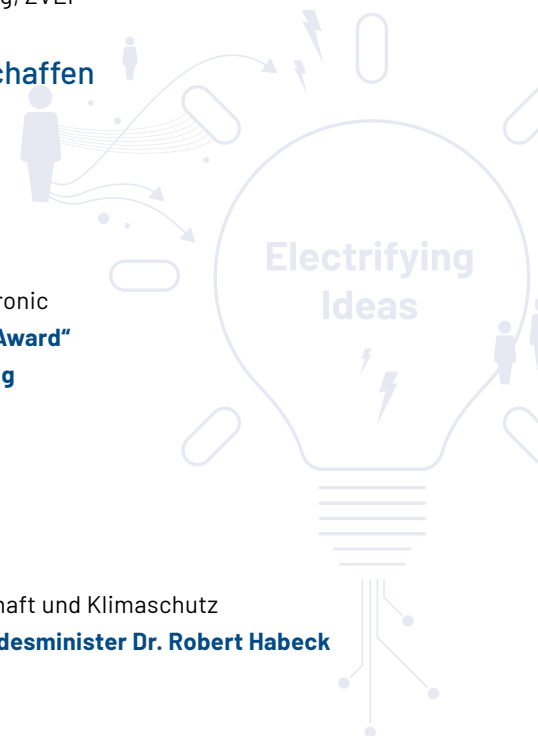 g, ZVEI
chaffen
Electrifying
Ideas
ronic
Award“
g
haft und Klimaschutz
desminister Dr. Robert Habeck